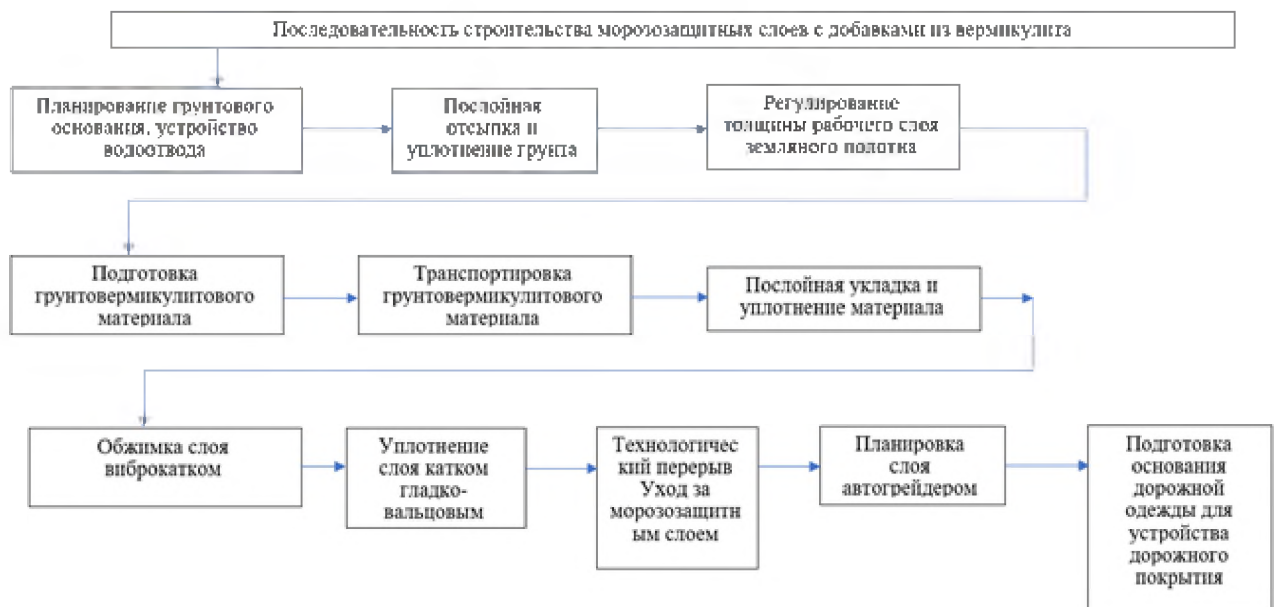 Последовательность строительства морозозащитных слоев с добавками из вермикулита
Планирование грунтового
основания, устройство
водоотвода
Послойная
отсыпка и
уплотнение грунта
Регулирование
толщины рабочего слоя
земляного полотна
Подготовка
грунтовермикулитового
материала
Транспортировка
грунтовермикулитового
материала
Послойная укладка и
уплотнение материала
Обжимка слоя
виброкатком
Уплотнение
слоя катком
гладко-
вальцовым
Технологичес
кий перерыв
Уход за
морозозащитн
ым слоем
Планировка
слоя
автогрейдером
Подготовка
основания
дорожной
одежды для
устройства
дорожного
покрытия